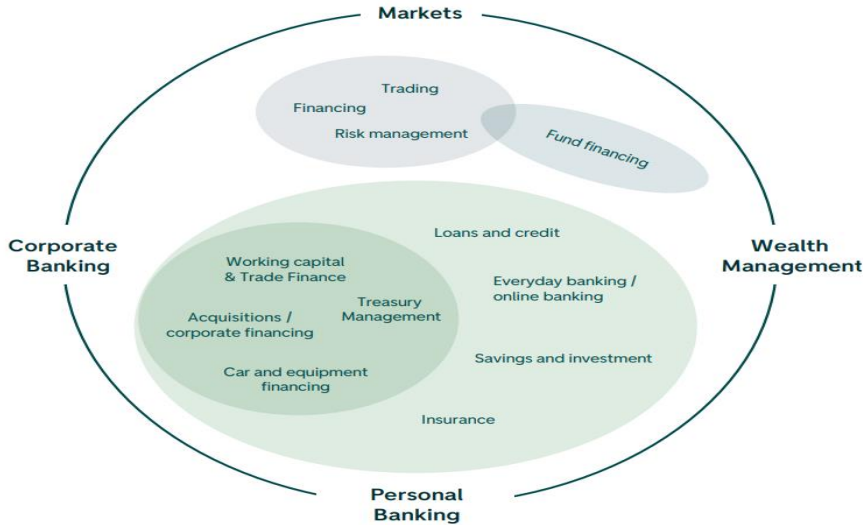 Markets
Trading
Financing
Risk management
Fund financing
Corporate
Banking
Wealth
Management
Loans and credit
Working capital
& Trade Finance
Everyday banking /
online banking
Treasury
Management
Acquisitions /
corporate financing
Savings and investment
Car and equipment
financing
Insurance
Personal
Banking